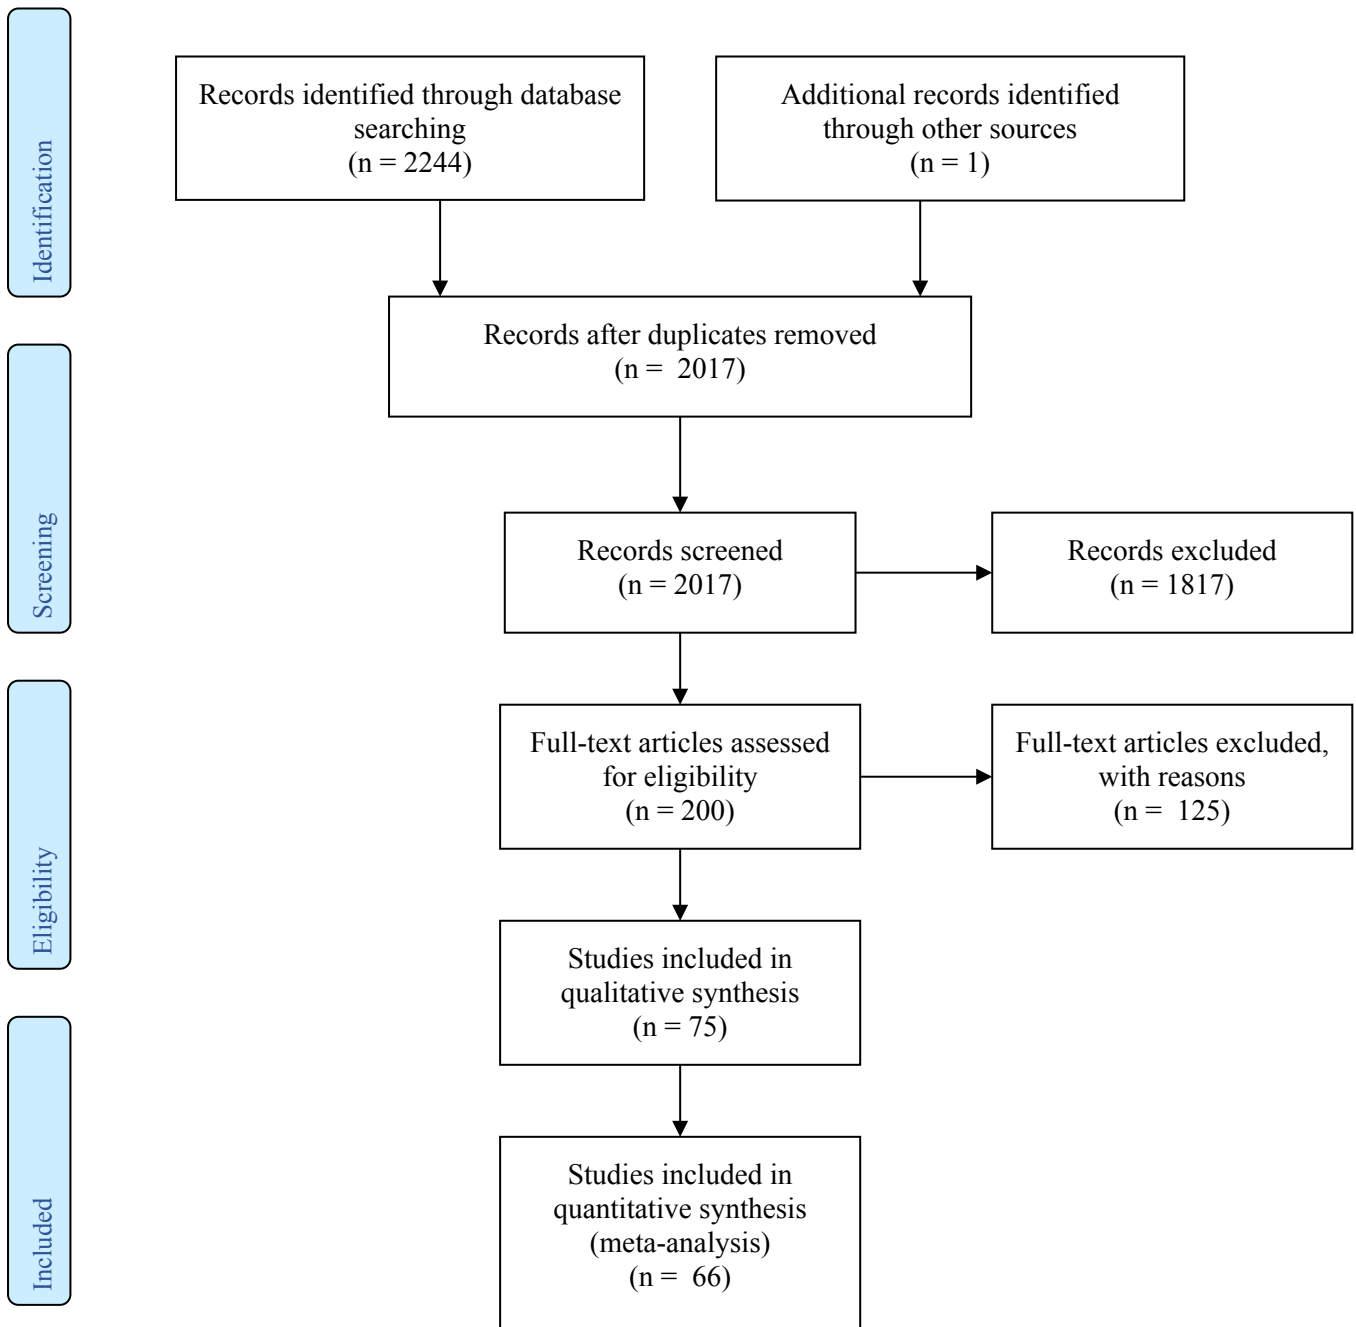 Identification
Records identified through database
searching
(n = 2244)
Additional records identified
through other sources
(n = 1)
Records after duplicates removed
(n =  2017)
Screening
Records screened
(n = 2017)
Records excluded
(n = 1817)
Eligibility
Full-text articles assessed
for eligibility
(n = 200)
Full-text articles excluded,
with reasons
(n =  125)
Studies included in
qualitative synthesis
(n = 75)
Included
Studies included in
quantitative synthesis
(meta-analysis)
(n =  66)